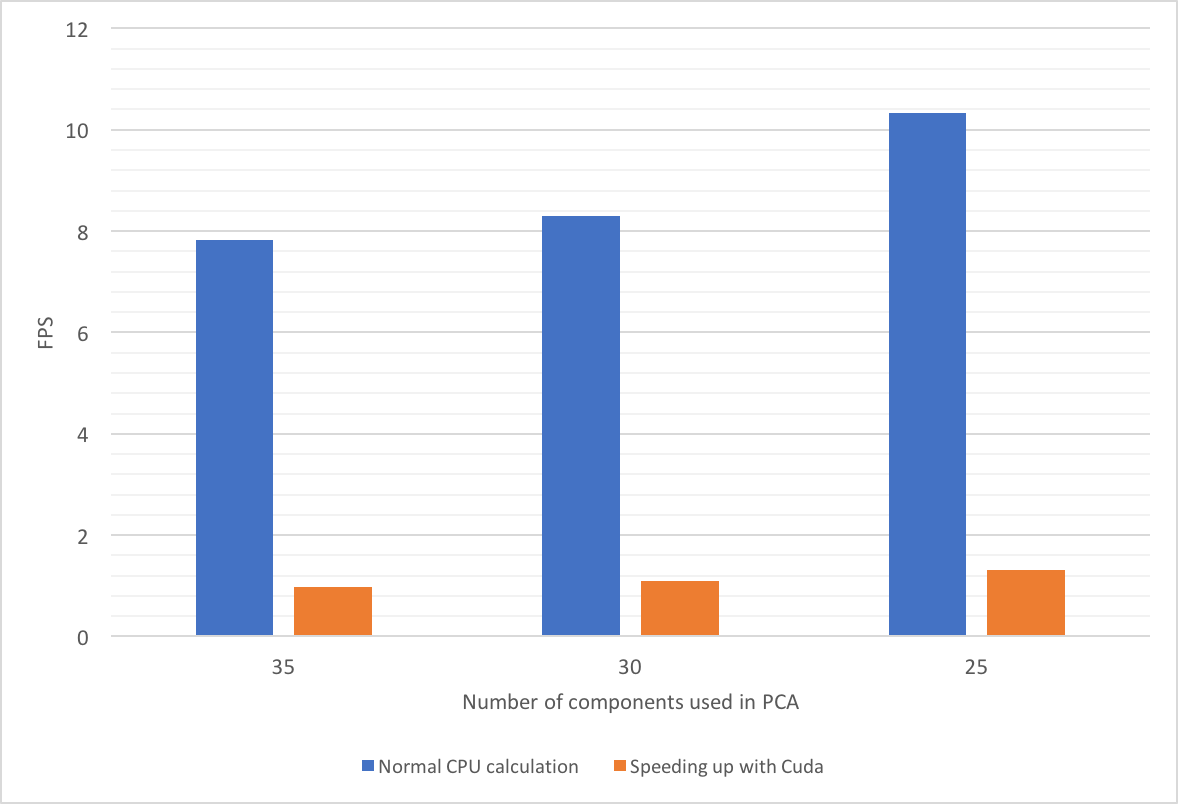 12
10
8
6
4
2
0
FPS
35 30 25
Number of components used in PCA
Normal CPU calculation Speeding up with Cuda